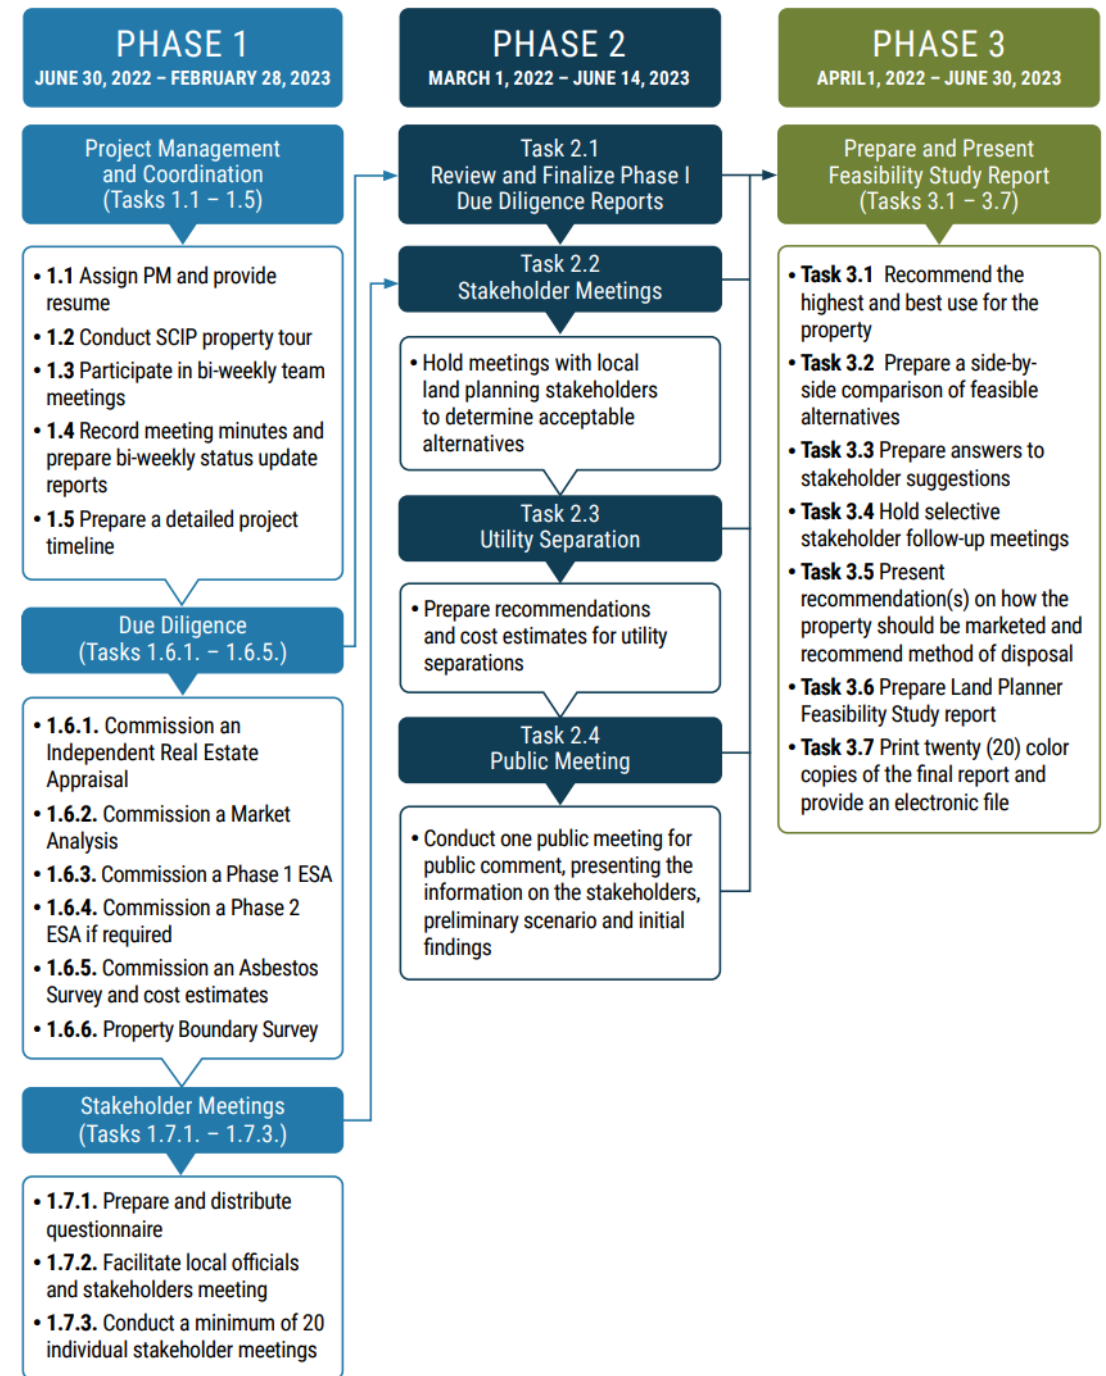 PHASE 1
JUNE 30, 2022 – FEBRUARY 28, 2023
Project Management
and Coordination
(Tasks 1.1 – 1.5)
• 1.1 Assign PM and provide
resume
• 1.2 Conduct SCIP property tour
• 1.3 Participate in bi-weekly team
meetings
• 1.4 Record meeting minutes and
prepare bi-weekly status update
reports
• 1.5 Prepare a detailed project
timeline
Due Diligence
(Tasks 1.6.1. – 1.6.5.)
• 1.6.1. Commission an
Independent Real Estate
Appraisal
• 1.6.2. Commission a Market
Analysis
• 1.6.3. Commission a Phase 1 ESA
• 1.6.4. Commission a Phase 2
ESA if required
• 1.6.5. Commission an Asbestos
Survey and cost estimates
• 1.6.6. Property Boundary Survey
Stakeholder Meetings
(Tasks 1.7.1. – 1.7.3.)
• 1.7.1. Prepare and distribute
questionnaire
• 1.7.2. Facilitate local officials
and stakeholders meeting
• 1.7.3. Conduct a minimum of 20
individual stakeholder meetings
PHASE 2
MARCH 1, 2022 – JUNE 14, 2023
Task 2.1
Review and Finalize Phase I
Due Diligence Reports
Task 2.2
Stakeholder Meetings
• Hold meetings with local
land planning stakeholders
to determine acceptable
alternatives
Task 2.3
Utility Separation
• Prepare recommendations
and cost estimates for utility
separations
Task 2.4
Public Meeting
• Conduct one public meeting for
public comment, presenting the
information on the stakeholders,
preliminary scenario and initial
findings
PHASE 3
APRIL1, 2022 – JUNE 30, 2023
Prepare and Present
Feasibility Study Report
(Tasks 3.1 – 3.7)
• Task 3.1 Recommend the
highest and best use for the
property
• Task 3.2 Prepare a side-by-
side comparison of feasible
alternatives
• Task 3.3 Prepare answers to
stakeholder suggestions
• Task 3.4 Hold selective
stakeholder follow-up meetings
• Task 3.5 Present
recommendation(s) on how the
property should be marketed and
recommend method of disposal
• Task 3.6 Prepare Land Planner
Feasibility Study report
• Task 3.7 Print twenty (20) color
copies of the final report and
provide an electronic file